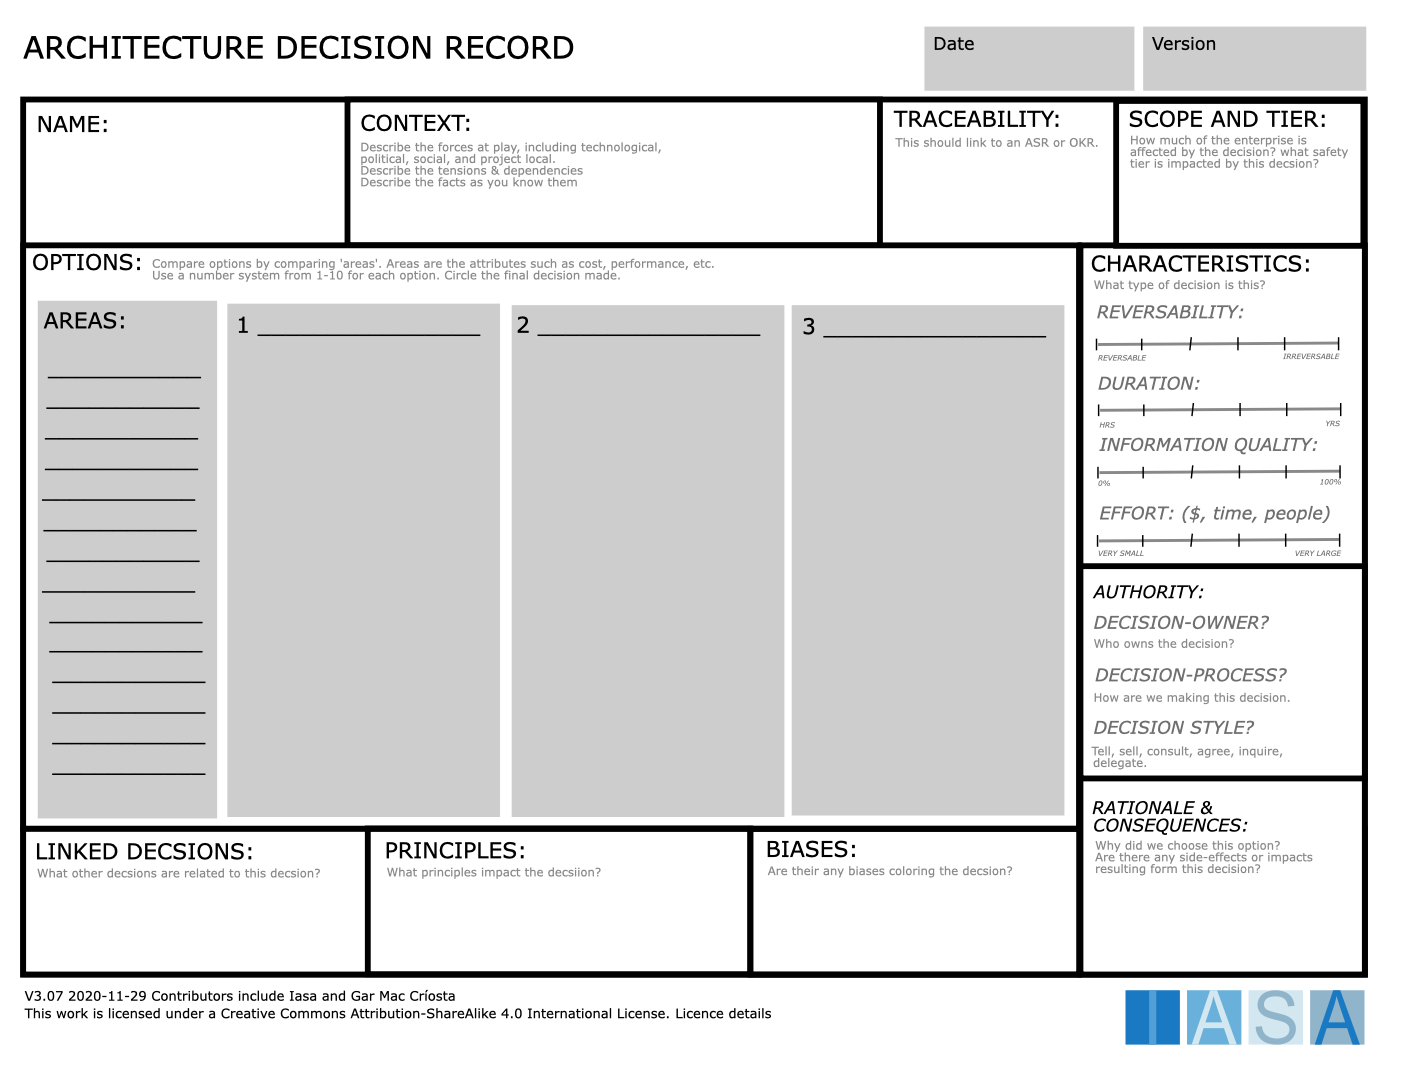 ARCHITECTURE DECISION RECORD
Date
Version
NAME:
CONTEXT:
Describe the forces at play, including technological,
political, social, and project local.
Describe the tensions & dependencies
Describe the facts as you know them
TRACEABILITY:
This should link to an ASR or OKR.
SCOPE AND TIER:
How much of the enterprise is
affected by the decision? what safety
tier is impacted by this decsion?
OPTIONS:
Compare options by comparing 'areas'. Areas are the attributes such as cost, performance, etc.
Use a number system from 1-10 for each option. Circle the final decision made.
AREAS:
1
2
3
CHARACTERISTICS:
What type of decision is this?
REVERSABILITY:
REVERSABLE
IRREVERSABLE
DURATION:
HRS
YRS
INFORMATION QUALITY:
0%
100%
EFFORT: ($, time, people)
VERY SMALL
VERY LARGE
AUTHORITY:
DECISION-OWNER?
Who owns the decision?
DECISION-PROCESS?
How are we making this decision.
DECISION STYLE?
Tell, sell, consult, agree, inquire,
delegate.
RATIONALE &
CONSEQUENCES:
Why did we choose this option?
Are there any side-effects or impacts
resulting form this decision?
LINKED DECSIONS:
What other decsions are related to this decsion?
PRINCIPLES:
What principles impact the decsiion?
BIASES:
Are their any biases coloring the decsion?
V3.07 2020-11-29 Contributors include Iasa and Gar Mac Críosta
This work is licensed under a Creative Commons Attribution-ShareAlike 4.0 International License. Licence details
IASA